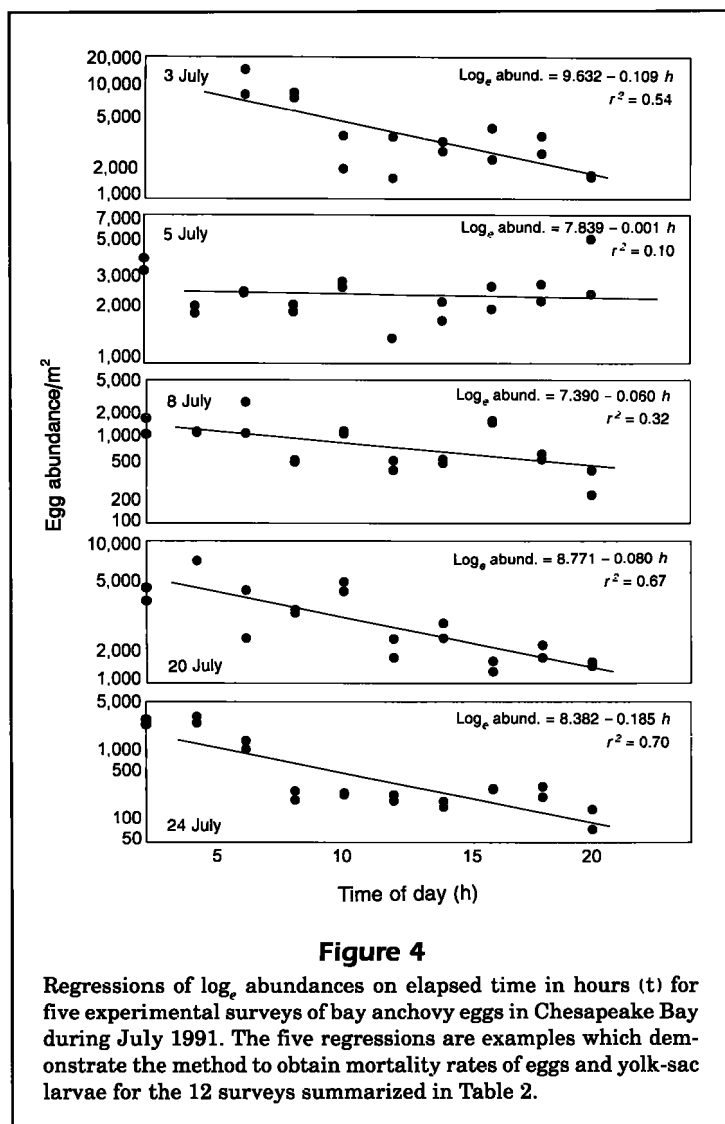 20,000
10,000
2,000
1,000
3 July
Logₑ abund. = 9.632 – 0.109 h
r² = 0.54
7,000
5,000
3,000
2,000
1,000
5 July
Logₑ abund. = 7.839 – 0.001 h
r² = 0.10
5,000
2,000
1,000
500
200
100
8 July
Logₑ abund. = 7.390 – 0.060 h
r² = 0.32
10,000
5,000
2,000
1,000
20 July
Logₑ abund. = 8.771 – 0.080 h
r² = 0.67
5,000
1,000
500
100
50
24 July
Logₑ abund. = 8.382 – 0.185 h
r² = 0.70
Egg abundance/m²
5 10 15 20
Time of day (h)
Figure 4
Regressions of logₑ abundances on elapsed time in hours (t) for
five experimental surveys of bay anchovy eggs in Chesapeake Bay
during July 1991. The five regressions are examples which dem-
onstrate the method to obtain mortality rates of eggs and yolk-sac
larvae for the 12 surveys summarized in Table 2.